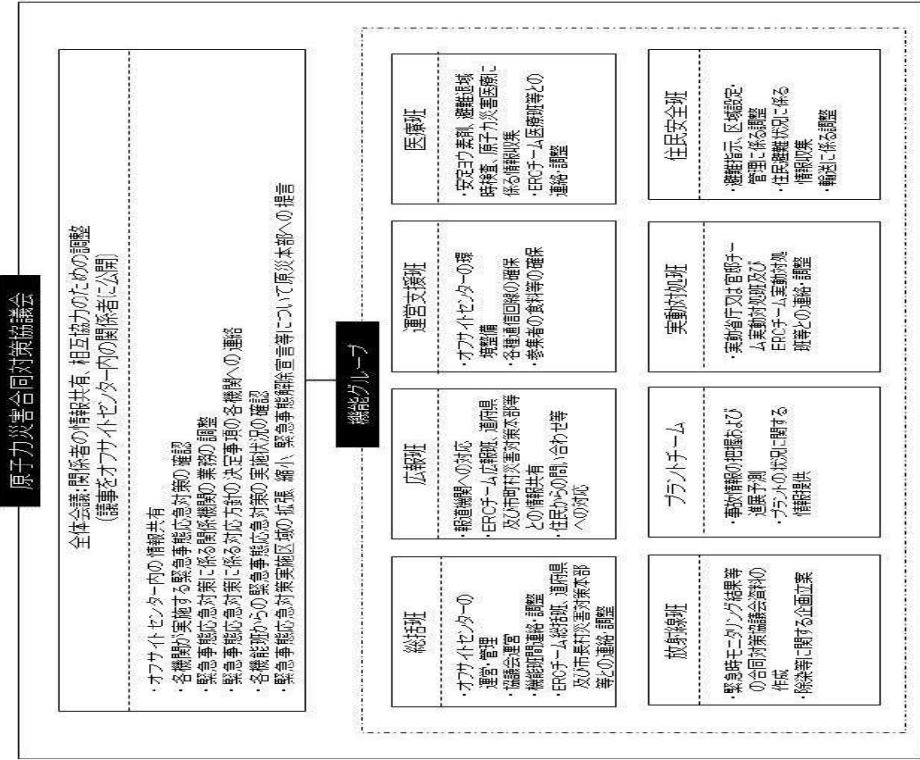 原子力災害合同対策協議会
全体会議:関係者の情報共有、相互協力のための調整
(議事をオフサイトセンター内の関係者に公開)
・オフサイトセンター内の情報共有
・各機関が実施する緊急事態応急対策の確認
・緊急事態応急対策に係る関係機関の業務の調整
・緊急事態応急対策に係る対応方針の決定事項の各機関への連絡
・各機能班からの緊急事態応急対策の実施状況の確認
・緊急事態応急対策実施区域の拡張、縮小、緊急事態解除宣言等について原災本部への提言
機能グループ
総括班
・オフサイトセンターの
運営・管理
・協議会運営
・機能班間連絡・調整
・ERCチーム総括班、道府県
及び市長村災害対策本部
等との連絡・調整
広報班
・報道機関への対応
・ERCチーム広報班、道府県
及び市町村災害対策本部等
との情報共有
・住民からの問い合わせ等
への対応
運営支援班
・オフサイトセンターの環
境整備
・各種通信回線の確保
・参集者の食料等の確保
医療班
・安定ヨウ素剤、避難退域
時検査、原子力災害医療に
係る情報収集
・ERCチーム医療班等との
連絡・調整
放射線班
・緊急時モニタリング結果等
の合同対策協議会資料の
作成
・除染等に関する企画立案
プラントチーム
・事故情報の把握および
進展予測
・プラントの状況に関する
情報提供
実動対処班
・実動省庁又は官邸チー
ム実動対処班及び
ERCチーム実動対処
班等との連絡・調整
住民安全班
・避難指示、区域設定・
管理に係る調整
・住民避難状況に係る
情報収集
・輸送に係る調整